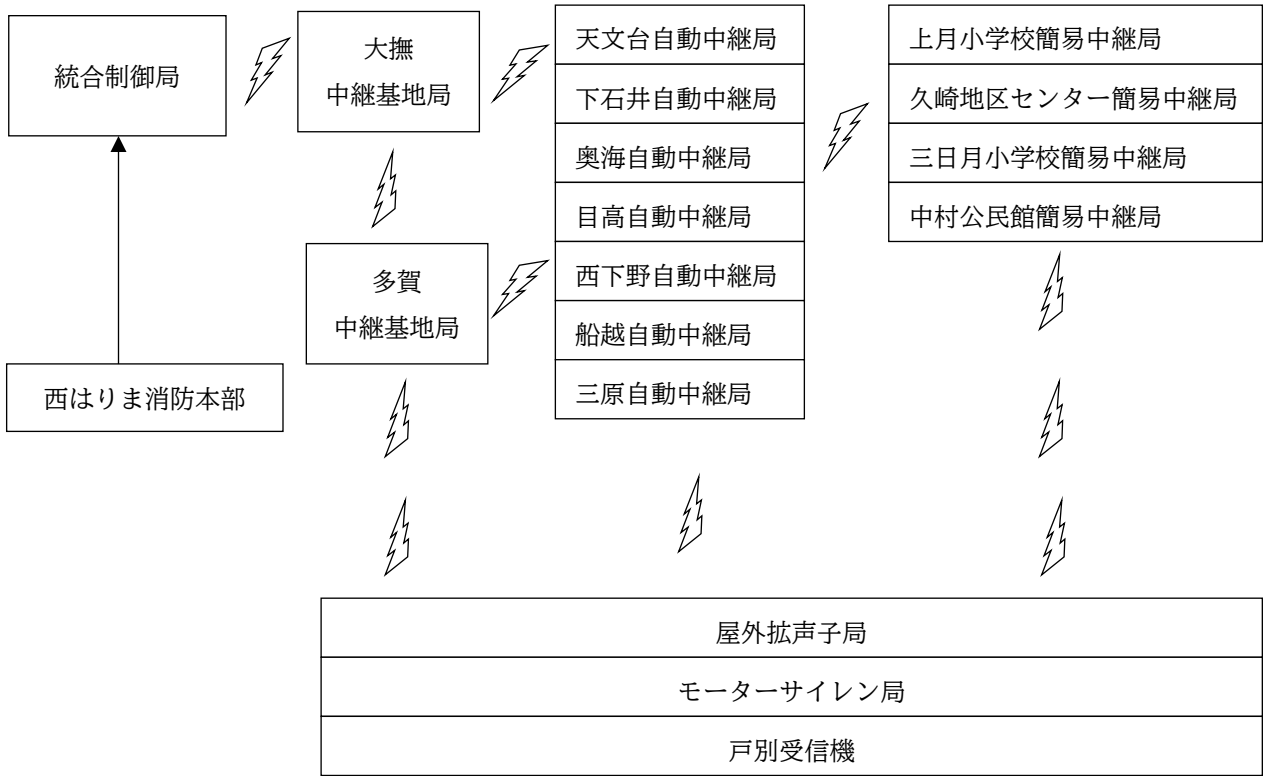 統合制御局
大撫
中継基地局
多賀
中継基地局
西はりま消防本部
天文台自動中継局
下石井自動中継局
奥海自動中継局
目高自動中継局
西下野自動中継局
船越自動中継局
三原自動中継局
上月小学校簡易中継局
久崎地区センター簡易中継局
三日月小学校簡易中継局
中村公民館簡易中継局
屋外拡声子局
モーターサイレン局
戸別受信機